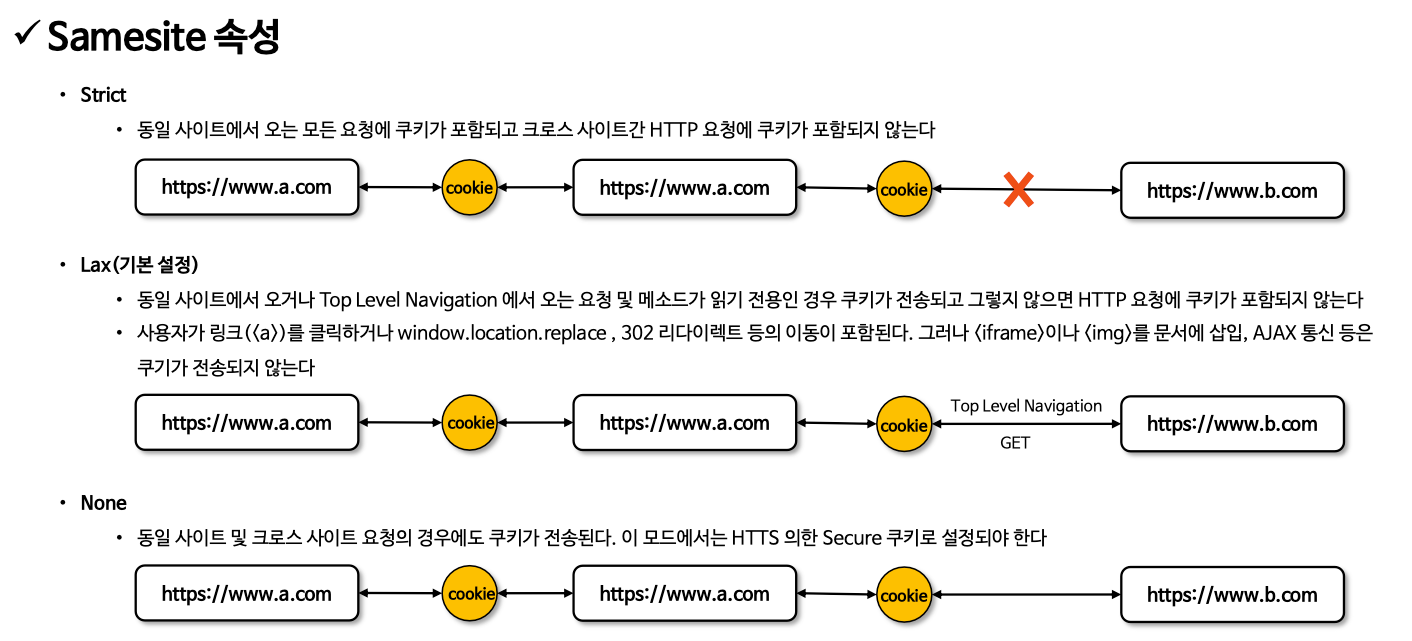 ✓ Samesite 속성
• Strict
• 동일 사이트에서 오는 모든 요청에 쿠키가 포함되고 크로스 사이트간 HTTP 요청에 쿠키가 포함되지 않는다
https://www.a.com cookie https://www.a.com cookie https://www.b.com
• Lax(기본 설정)
• 동일 사이트에서 오거나 Top Level Navigation 에서 오는 요청 및 메소드가 읽기 전용인 경우 쿠키가 전송되고 그렇지 않으면 HTTP 요청에 쿠키가 포함되지 않는다
• 사용자가 링크(〈a〉)를 클릭하거나 window.location.replace , 302 리다이렉트 등의 이동이 포함된다. 그러나 〈iframe〉이나 〈img〉를 문서에 삽입, AJAX 통신 등은
쿠기가 전송되지 않는다
https://www.a.com cookie https://www.a.com cookie Top Level Navigation https://www.b.com
GET
• None
• 동일 사이트 및 크로스 사이트 요청의 경우에도 쿠키가 전송된다. 이 모드에서는 HTTS 의한 Secure 쿠키로 설정되야 한다
https://www.a.com cookie https://www.a.com cookie https://www.b.com